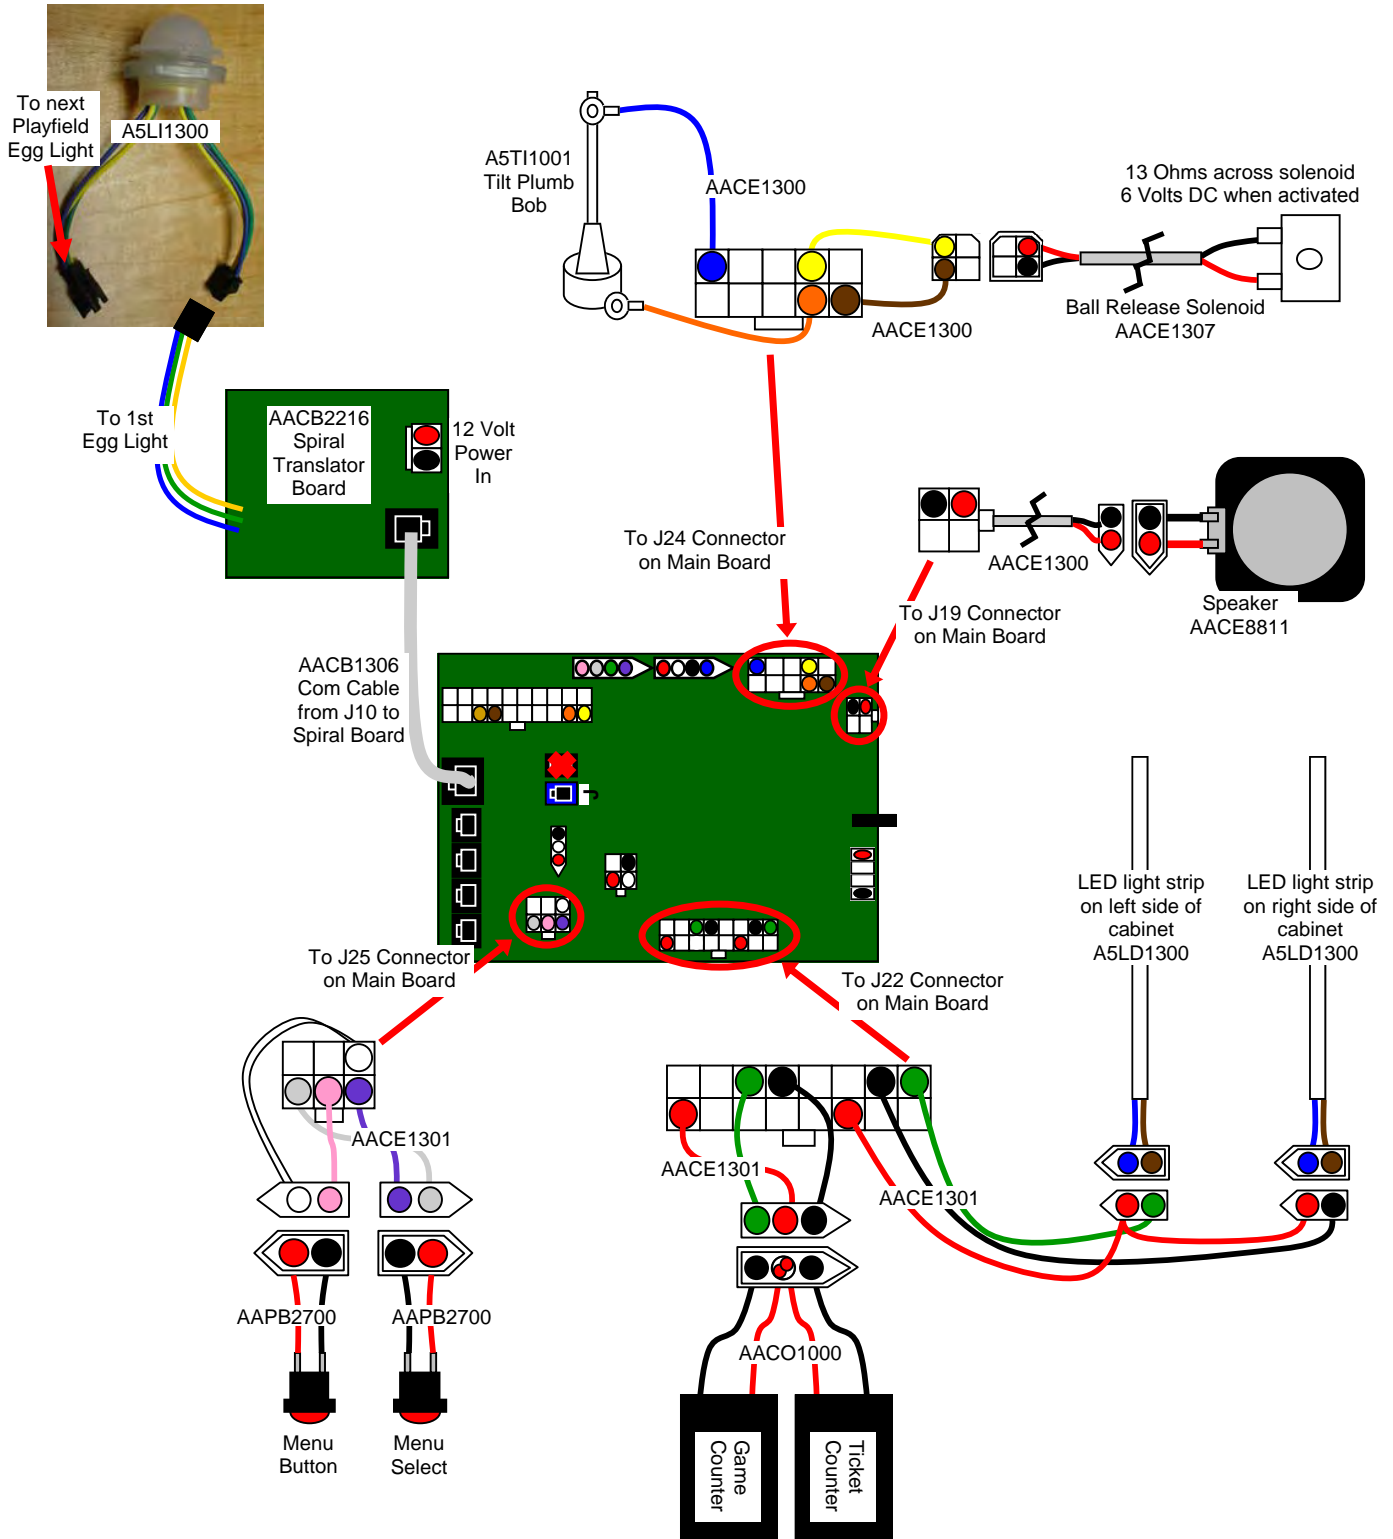 To next
Playfield
Egg Light
A5LI1300
A5TI1001
Tilt Plumb
Bob
AACE1300
13 Ohms across solenoid
6 Volts DC when activated
Ball Release Solenoid
AACE1307
AACE1300
To 1st
Egg Light
AACB2216
Spiral
Translator
Board
12 Volt
Power
In
To J24 Connector
on Main Board
AACE1300
Speaker
AACE8811
To J19 Connector
on Main Board
AACB1306
Com Cable
from J10 to
Spiral Board
J
LED light strip
on left side of
cabinet
A5LD1300
LED light strip
on right side of
cabinet
A5LD1300
To J25 Connector
on Main Board
To J22 Connector
on Main Board
AACE1301
AACE1301
AACE1301
AAPB2700
AAPB2700
AACO1000
Menu
Button
Menu
Select
Game
Counter
Ticket
Counter